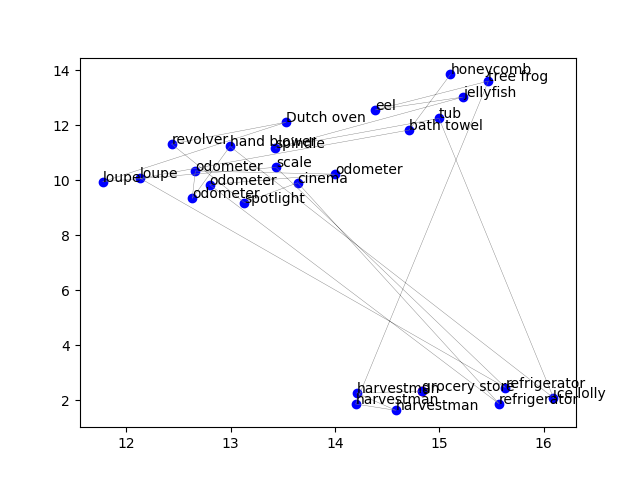 14
12
10
8
6
4
2
12
13
14
15
16
honeycomb
tree frog
jellyfish
eel
tub
Dutch oven
bath towel
revolver
hand blower
spindle
scale
odometer
odometer
loupe
loupe
odometer
cinema
odometer
spotlight
harvestman
grocery store
refrigerator
ice lolly
harvestman
harvestman
refrigerator